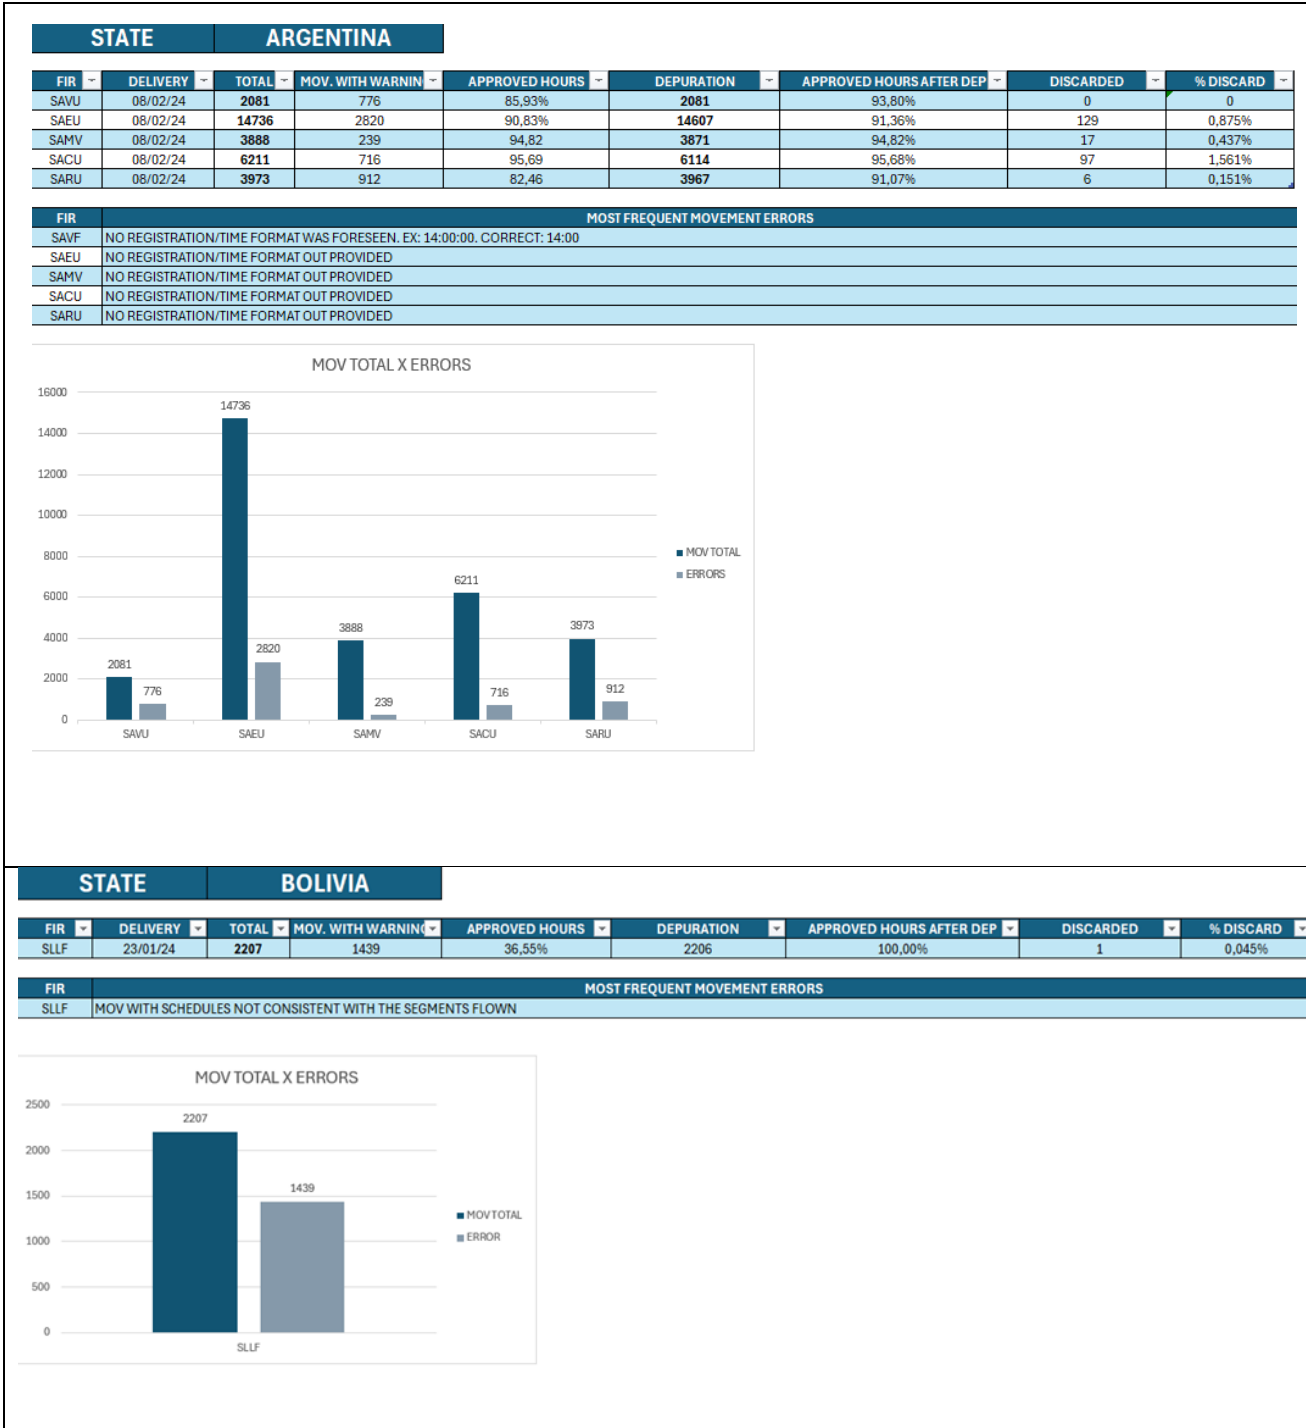 STATE ARGENTINA
FIR DELIVERY TOTAL MOV. WITH WARNIN APPROVED HOURS DEPURATION APPROVED HOURS AFTER DEP DISCARDED % DISCARD
SAVU 08/02/24 2081 776 85,93% 2081 93,80% 0 0
SAEU 08/02/24 14736 2820 90,83% 14607 91,36% 129 0,875%
SAMV 08/02/24 3888 239 94,82 3871 94,82% 17 0,437%
SACU 08/02/24 6211 716 95,69 6114 95,68% 97 1,561%
SARU 08/02/24 3973 912 82,46 3967 91,07% 6 0,151%
FIR MOST FREQUENT MOVEMENT ERRORS
SAVF NO REGISTRATION/TIME FORMAT WAS FORESEEN. EX: 14:00:00. CORRECT: 14:00
SAEU NO REGISTRATION/TIME FORMAT OUT PROVIDED
SAMV NO REGISTRATION/TIME FORMAT OUT PROVIDED
SACU NO REGISTRATION/TIME FORMAT OUT PROVIDED
SARU NO REGISTRATION/TIME FORMAT OUT PROVIDED
MOV TOTAL X ERRORS
16000
14736
14000
12000
10000
8000
MOV TOTAL
ERRORS
6211
6000
3888
3973
4000
2820
2081
2000
776
239
716
912
0
SAVU SAEU SAMV SACU SARU
STATE BOLIVIA
FIR DELIVERY TOTAL MOV. WITH WARNING APPROVED HOURS DEPURATION APPROVED HOURS AFTER DEP DISCARDED % DISCARD
SLLF 23/01/24 2207 1439 36,55% 2206 100,00% 1 0,045%
FIR MOST FREQUENT MOVEMENT ERRORS
SLLF MOV WITH SCHEDULES NOT CONSISTENT WITH THE SEGMENTS FLOWN
MOV TOTAL X ERRORS
2500
2207
2000
1500
1439
MOV TOTAL
ERROR
1000
500
0
SLLF